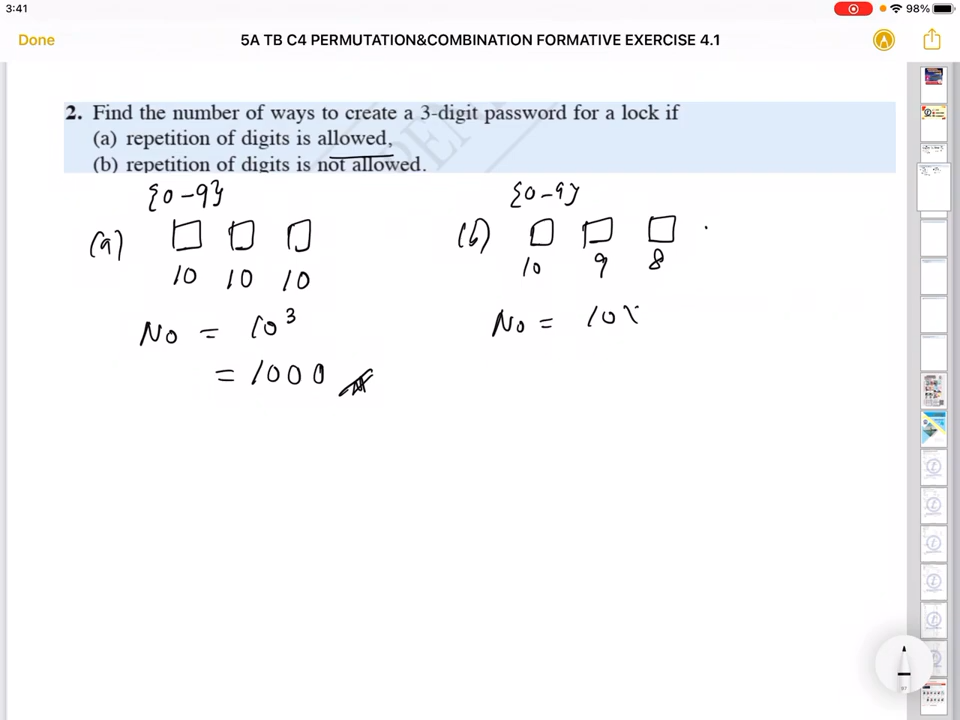 3:41
98%
Done
5A TB C4 PERMUTATION&COMBINATION FORMATIVE EXERCISE 4.1
2. Find the number of ways to create a 3-digit password for a lock if
(a) repetition of digits is allowed,
(b) repetition of digits is not allowed.
{0-9}
(a)
10 10 10
No = 10³
= 1000
{0-9}
(b)
10 9 8
No = 10×